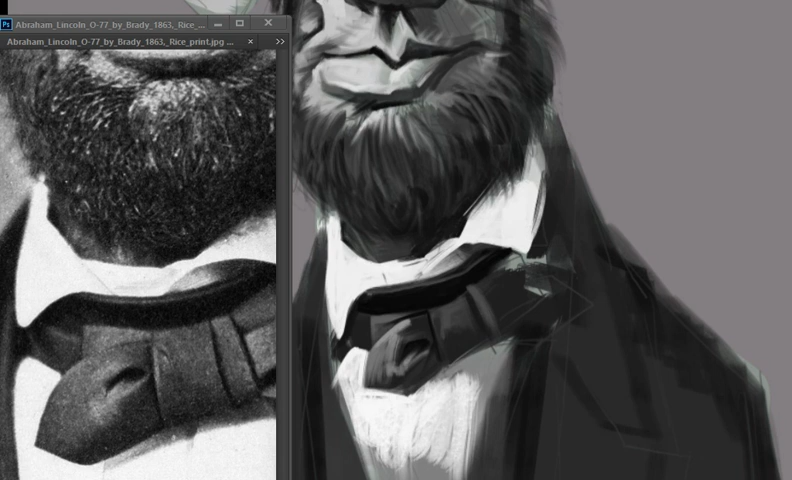 Ps Abraham_Lincoln_O-77_by_Brady_1863,_Rice_...
Abraham_Lincoln_O-77_by_Brady_1863,_Rice_print.jpg ... × >>